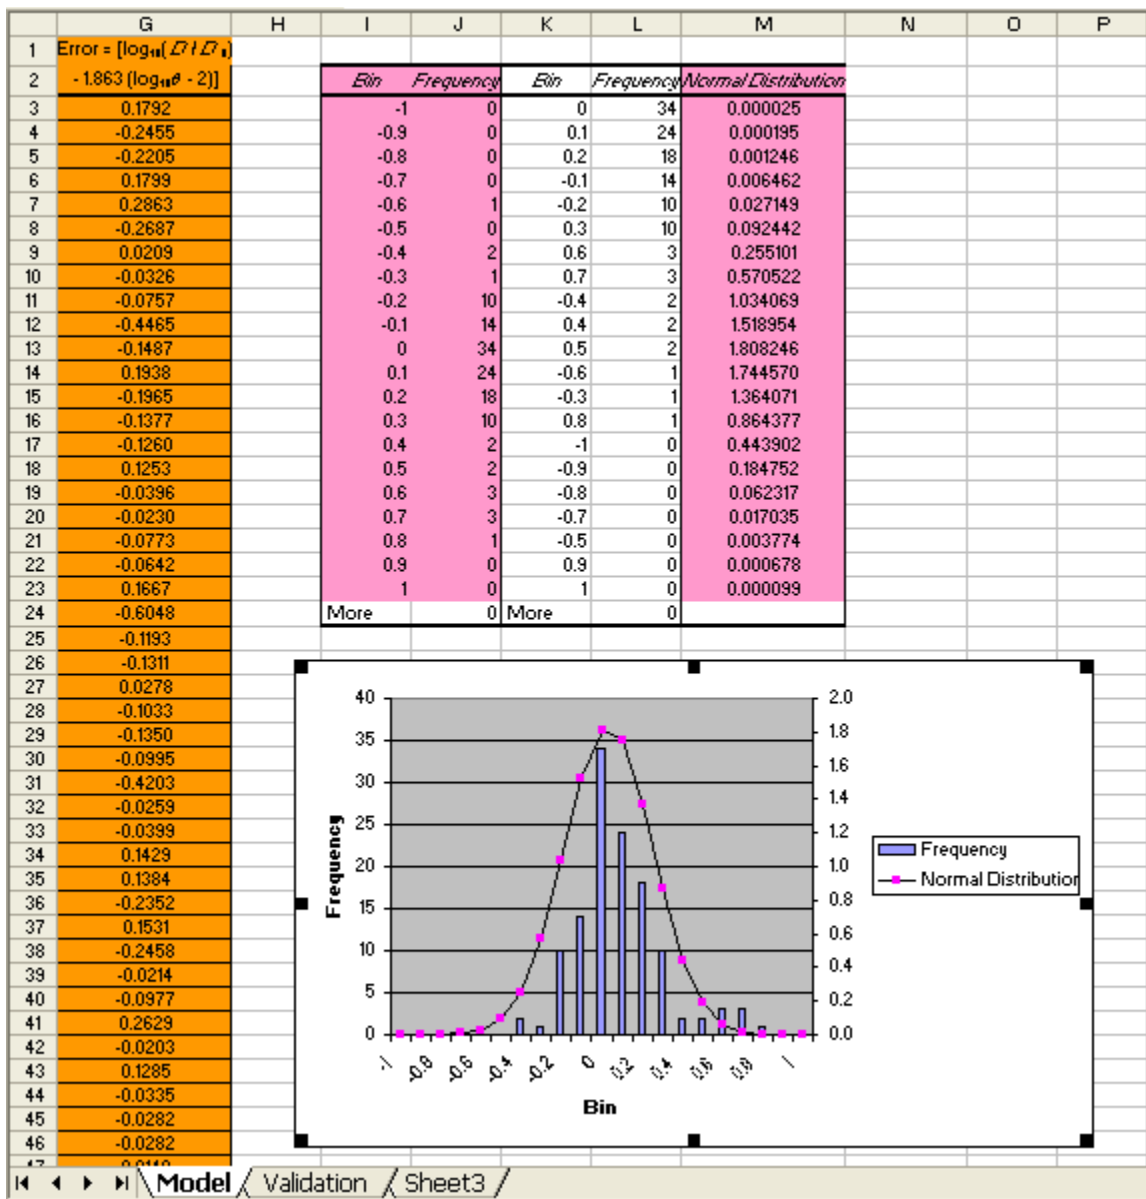 G H I J K L M N O P
1 Error = [log₁₀(
2 - 1.863 (log₁₀θ - 2)] Bin Frequency Bin Frequency Normal Distribution
3 0.1792 -1 0 0 34 0.000025
4 -0.2455 -0.9 0 0.1 24 0.000195
5 -0.2205 -0.8 0 0.2 18 0.001246
6 0.1799 -0.7 0 -0.1 14 0.006462
7 0.2863 -0.6 1 -0.2 10 0.027149
8 -0.2687 -0.5 0 0.3 10 0.092442
9 0.0209 -0.4 2 0.6 3 0.255101
10 -0.0326 -0.3 1 0.7 3 0.570522
11 -0.0757 -0.2 10 -0.4 2 1.034069
12 -0.4465 -0.1 14 0.4 2 1.518954
13 -0.1487 0 34 0.5 2 1.808246
14 0.1938 0.1 24 -0.6 1 1.744570
15 -0.1965 0.2 18 -0.3 1 1.364071
16 -0.1377 0.3 10 0.8 1 0.864377
17 -0.1260 0.4 2 -1 0 0.443902
18 0.1253 0.5 2 -0.9 0 0.184752
19 -0.0396 0.6 3 -0.8 0 0.062317
20 -0.0230 0.7 3 -0.7 0 0.017035
21 -0.0773 0.8 1 -0.5 0 0.003774
22 -0.0642 0.9 0 0.9 0 0.000678
23 0.1667 1 0 1 0 0.000099
24 -0.6048 More 0 More 0
25 -0.1193
26 -0.1311
27 0.0278
28 -0.1033
29 -0.1350
30 -0.0995
31 -0.4203
32 -0.0259
33 -0.0399
34 0.1429
35 0.1384
36 -0.2352
37 0.1531
38 -0.2458
39 -0.0214
40 -0.0977
41 0.2629
42 -0.0203
43 0.1285
44 -0.0335
45 -0.0282
46 -0.0282
40 2.0
35 1.8
30 1.6
25 1.4
20 1.2
15 1.0
10 0.8
5 0.6
0 0.4
0.2
0.0
Frequency
-1 -0.8 -0.6 -0.4 -0.2 0 0.2 0.4 0.6 0.8 1
Bin
Frequency
Normal Distribution
Model Validation Sheet3